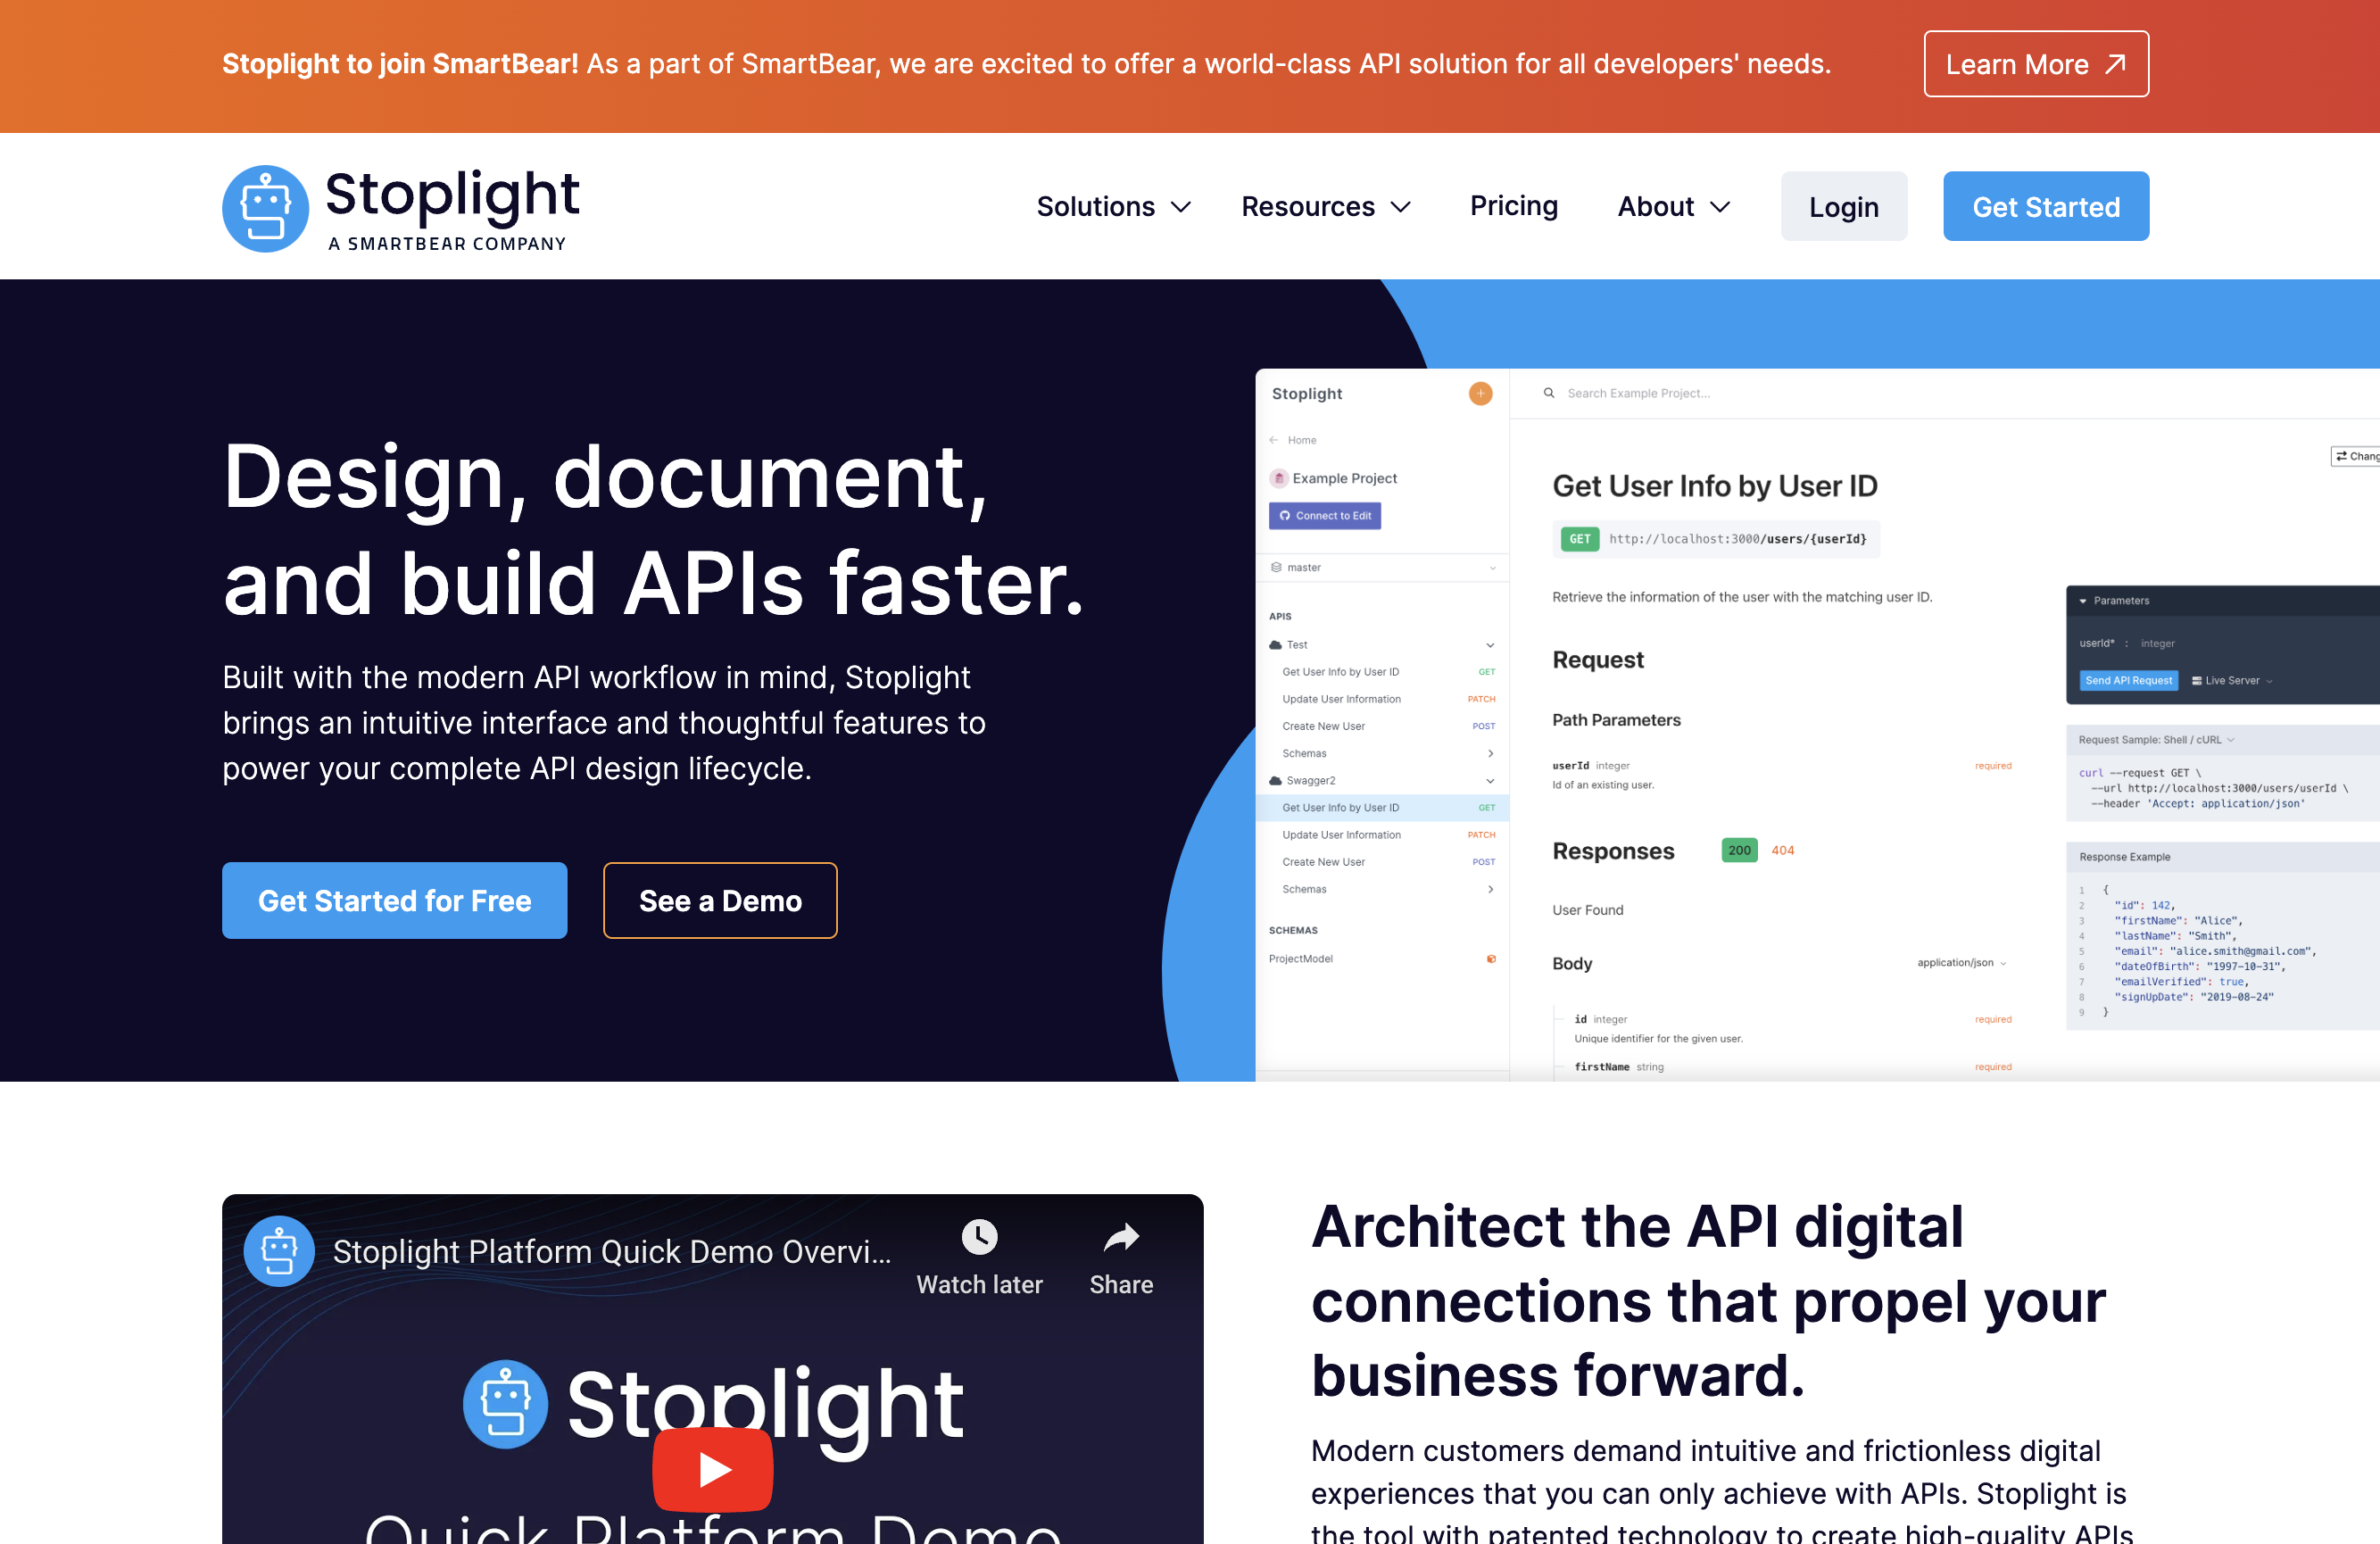 Stoplight to join SmartBear! As a part of SmartBear, we are excited to offer a world-class API solution for all developers' needs.
Learn More
Stoplight
A SMARTBEAR COMPANY
Solutions
Resources
Pricing
About
Login
Get Started
Design, document,
and build APIs faster.
Built with the modern API workflow in mind, Stoplight
brings an intuitive interface and thoughtful features to
power your complete API design lifecycle.
Get Started for Free
See a Demo
Stoplight
Home
Example Project
Connect to Edit
master
APIS
Test
Get User Info by User ID GET
Update User Information PATCH
Create New User POST
Schemas
Swagger2
Get User Info by User ID GET
Update User Information PATCH
Create New User POST
Schemas
SCHEMAS
ProjectModel
Search Example Project...
Get User Info by User ID
GET http://localhost:3000/users/{userId}
Retrieve the information of the user with the matching user ID.
Request
Path Parameters
userId integer required
Id of an existing user.
Responses 200 404
User Found
Body application/json
id integer required
Unique identifier for the given user.
firstName string required
Parameters
userId* : integer
Send API Request Live Server
Request Sample: Shell / cURL
curl --request GET \
--url http://localhost:3000/users/userId \
--header 'Accept: application/json'
Response Example
1 {
2 "id": 142,
3 "firstName": "Alice",
4 "lastName": "Smith",
5 "email": "alice.smith@gmail.com",
6 "dateOfBirth": "1997-10-31",
7 "emailVerified": true,
8 "signUpDate": "2019-08-24"
9 }
Stoplight Platform Quick Demo Overvi...
Watch later
Share
Stoplight
Quick Platform Demo
Architect the API digital
connections that propel your
business forward.
Modern customers demand intuitive and frictionless digital
experiences that you can only achieve with APIs. Stoplight is
the tool with patented technology to create high-quality APIs